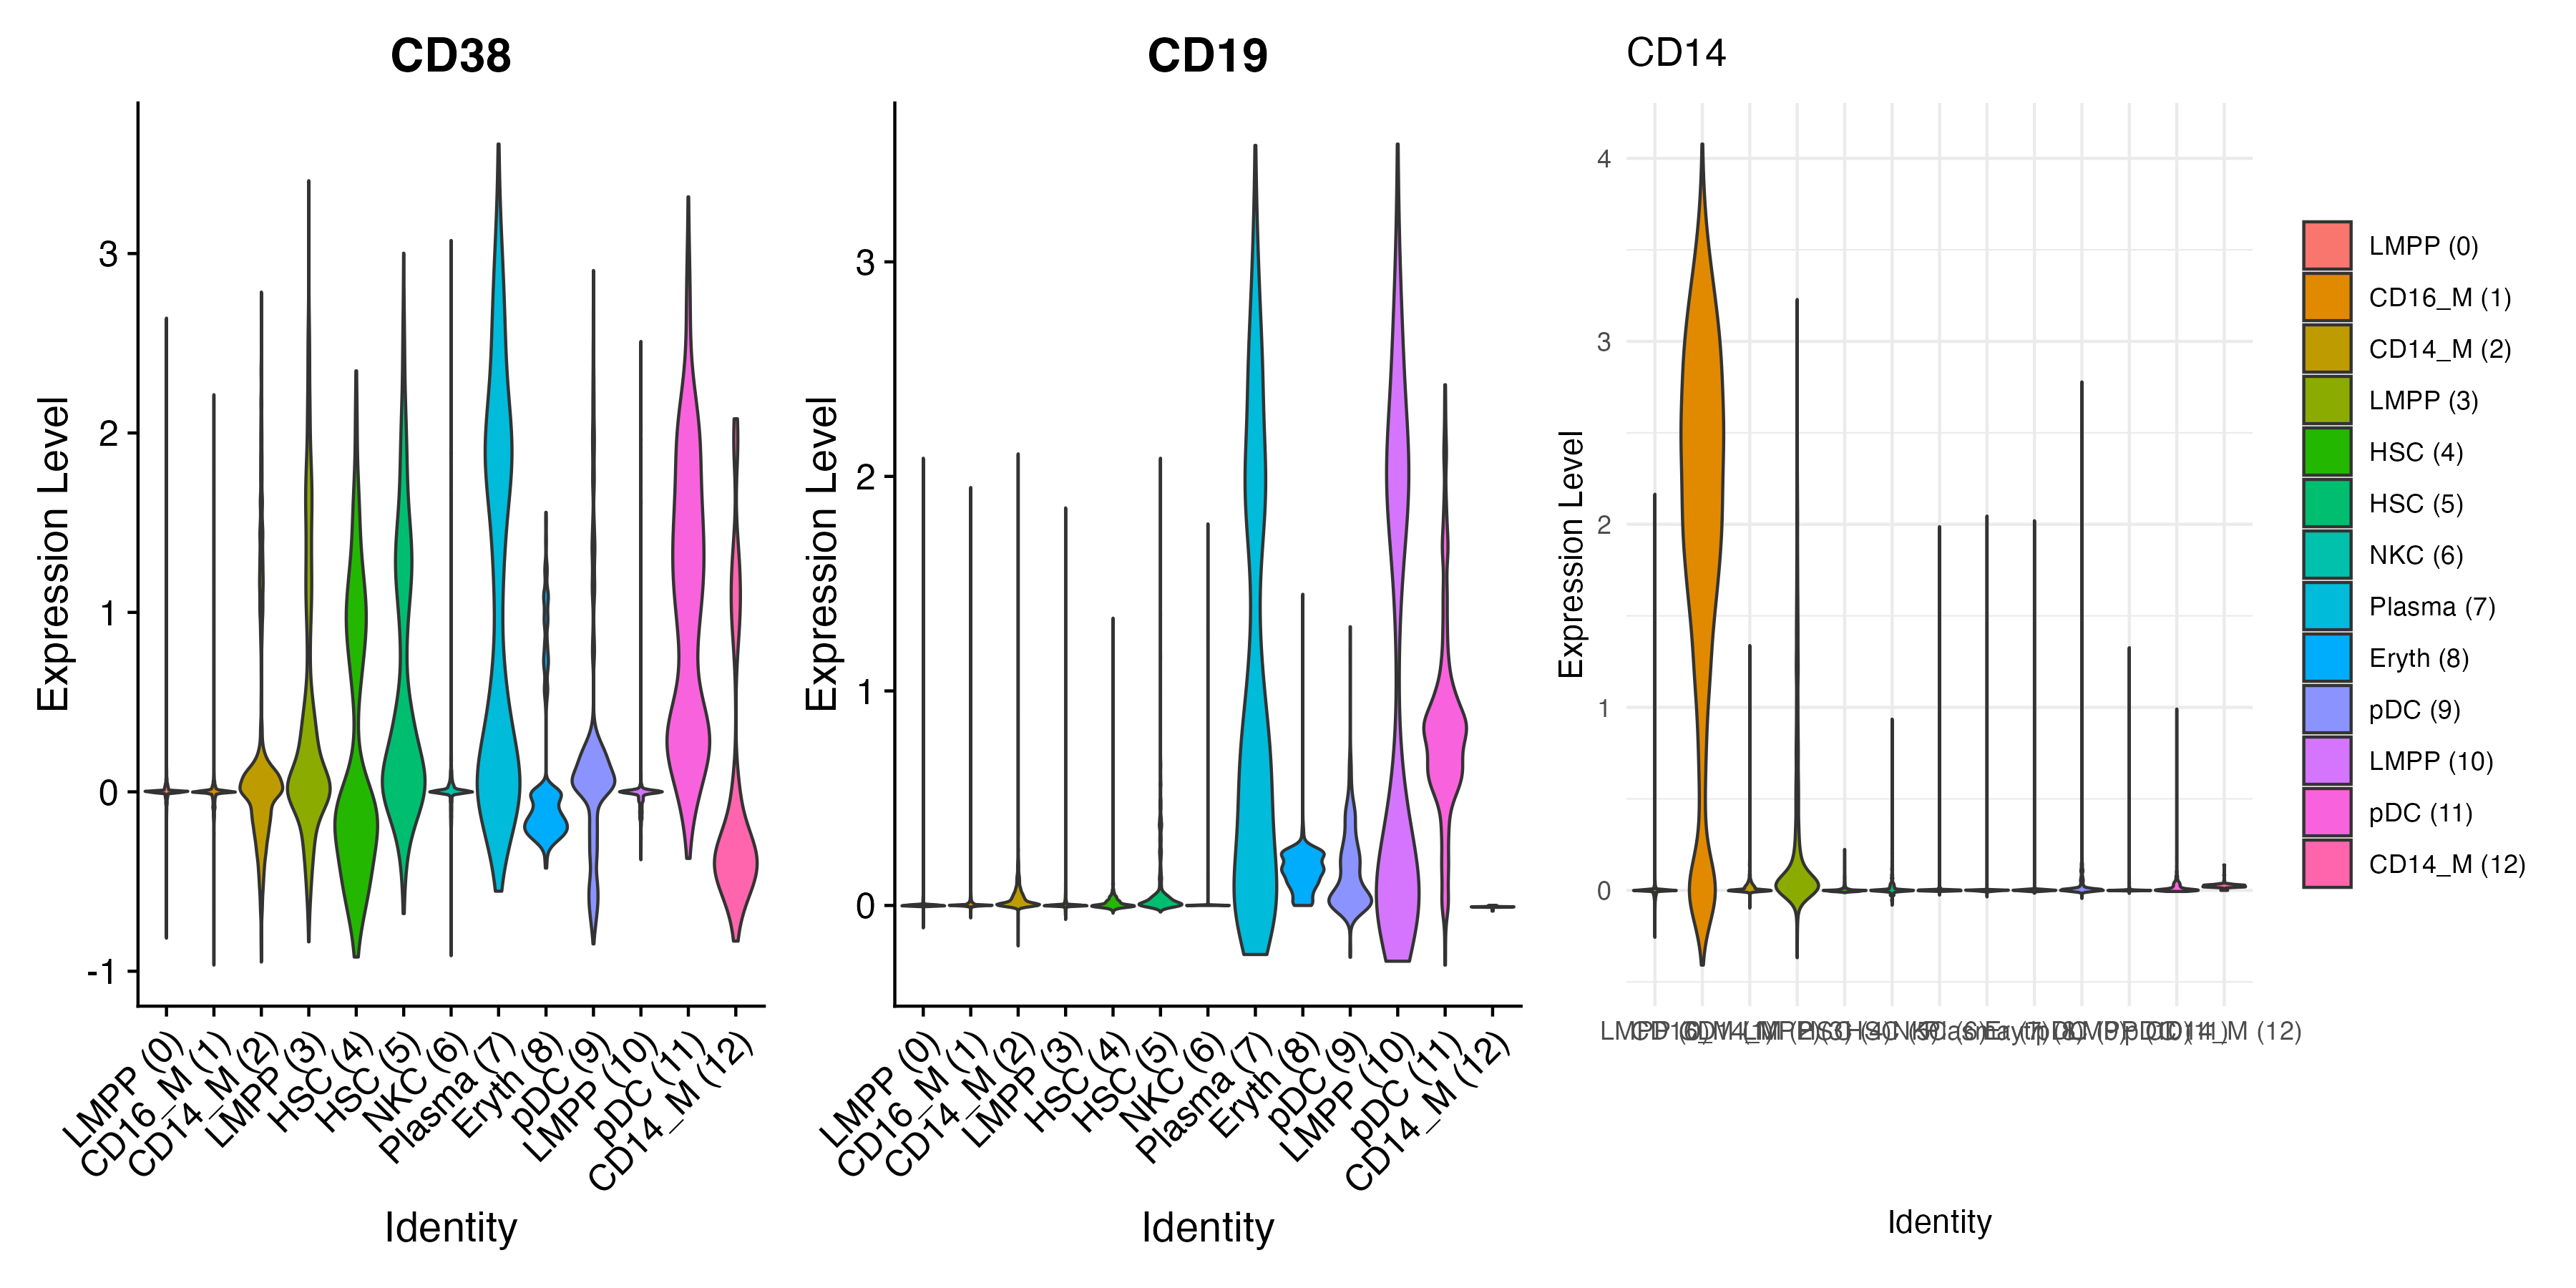 CD38
Expression Level
3
2
1
0
-1
LMPP (0)
CD16_M (1)
CD14_M (2)
LMPP (3)
HSC (4)
HSC (5)
NKC (6)
Plasma (7)
Eryth (8)
pDC (9)
LMPP (10)
pDC (11)
CD14_M (12)
Identity
CD19
Expression Level
3
2
1
0
LMPP (0)
CD16_M (1)
CD14_M (2)
LMPP (3)
HSC (4)
HSC (5)
NKC (6)
Plasma (7)
Eryth (8)
pDC (9)
LMPP (10)
pDC (11)
CD14_M (12)
Identity
CD14
Expression Level
4
3
2
1
0
Identity
LMPP (0)
CD16_M (1)
CD14_M (2)
LMPP (3)
HSC (4)
HSC (5)
NKC (6)
Plasma (7)
Eryth (8)
pDC (9)
LMPP (10)
pDC (11)
CD14_M (12)